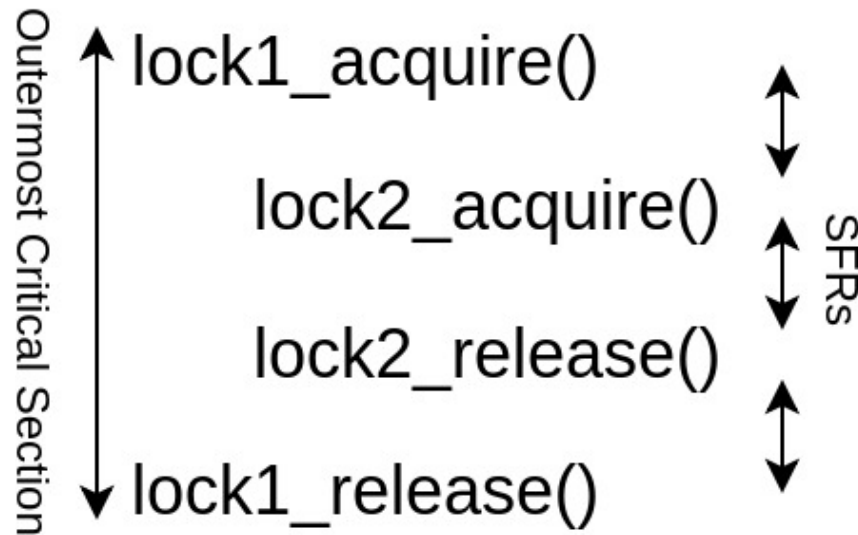 Outermost Critical Section
lock1_acquire()
lock2_acquire()
lock2_release()
lock1_release()
SFRs